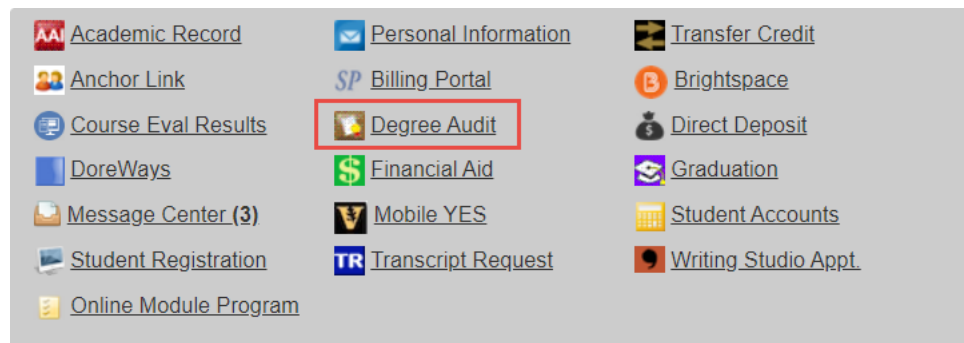 AAI Academic Record Personal Information Transfer Credit
Anchor Link SP Billing Portal B Brightspace
Course Eval Results Degree Audit $ Direct Deposit
DoreWays $ Financial Aid Graduation
Message Center (3) V Mobile YES Student Accounts
Student Registration TR Transcript Request Writing Studio Appt.
Online Module Program